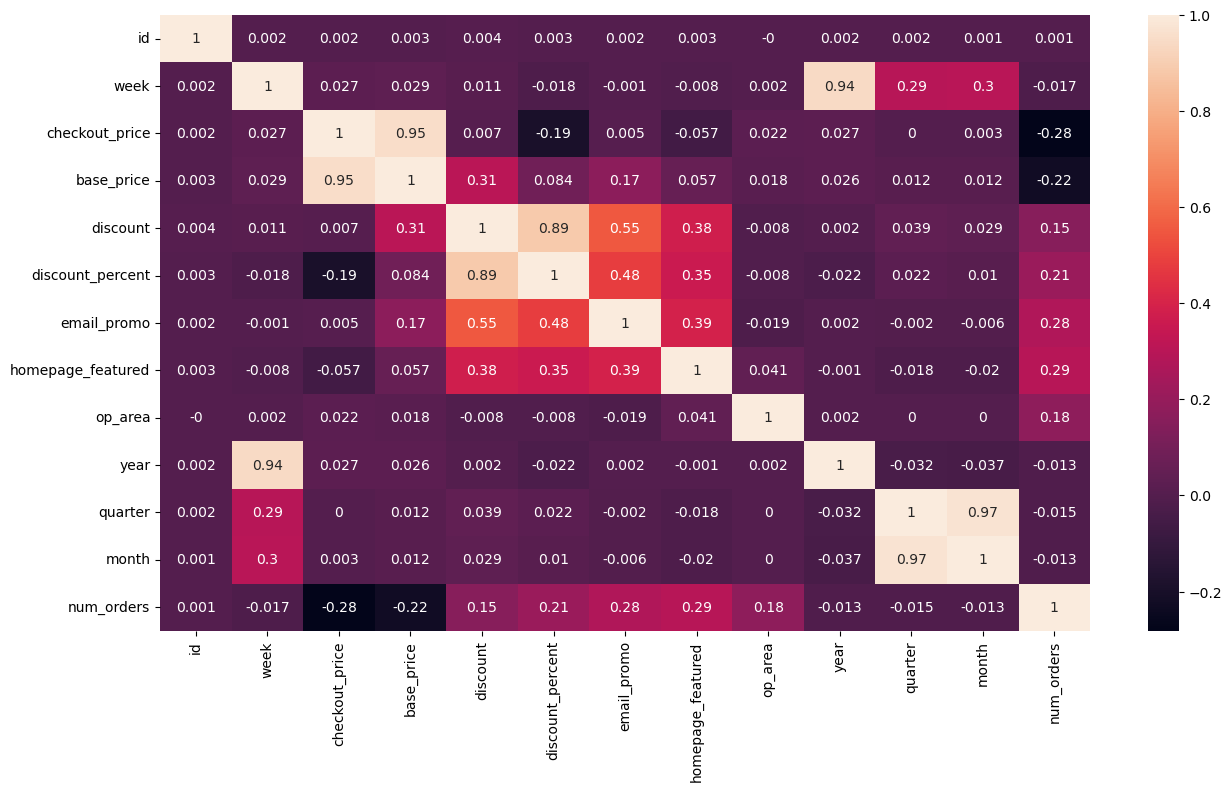 id 1 0.002 0.002 0.003 0.004 0.003 0.002 0.003 -0 0.002 0.002 0.001 0.001
week 0.002 1 0.027 0.029 0.011 -0.018 -0.001 -0.008 0.002 0.94 0.29 0.3 -0.017
checkout_price 0.002 0.027 1 0.95 0.007 -0.19 0.005 -0.057 0.022 0.027 0 0.003 -0.28
base_price 0.003 0.029 0.95 1 0.31 0.084 0.17 0.057 0.018 0.026 0.012 0.012 -0.22
discount 0.004 0.011 0.007 0.31 1 0.89 0.55 0.38 -0.008 0.002 0.039 0.029 0.15
discount_percent 0.003 -0.018 -0.19 0.084 0.89 1 0.48 0.35 -0.008 -0.022 0.022 0.01 0.21
email_promo 0.002 -0.001 0.005 0.17 0.55 0.48 1 0.39 -0.019 0.002 -0.002 -0.006 0.28
homepage_featured 0.003 -0.008 -0.057 0.057 0.38 0.35 0.39 1 0.041 -0.001 -0.018 -0.02 0.29
op_area -0 0.002 0.022 0.018 -0.008 -0.008 -0.019 0.041 1 0.002 0 0 0.18
year 0.002 0.94 0.027 0.026 0.002 -0.022 0.002 -0.001 0.002 1 -0.032 -0.037 -0.013
quarter 0.002 0.29 0 0.012 0.039 0.022 -0.002 -0.018 0 -0.032 1 0.97 -0.015
month 0.001 0.3 0.003 0.012 0.029 0.01 -0.006 -0.02 0 -0.037 0.97 1 -0.013
num_orders 0.001 -0.017 -0.28 -0.22 0.15 0.21 0.28 0.29 0.18 -0.013 -0.015 -0.013 1
id week checkout_price base_price discount discount_percent email_promo homepage_featured op_area year quarter month num_orders
1.0
0.8
0.6
0.4
0.2
0.0
−0.2